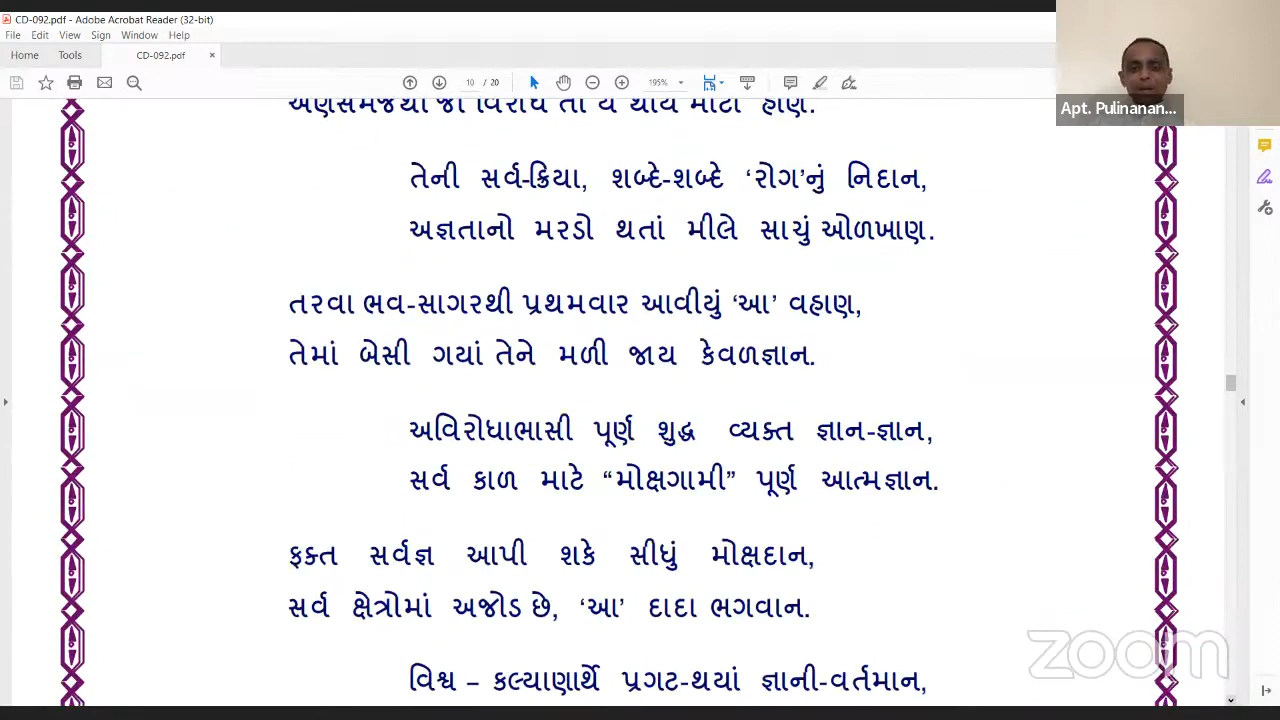 CD-092.pdf - Adobe Acrobat Reader (32-bit)
File Edit View Sign Window Help
Home Tools CD-092.pdf ×
10 / 20 195%
Apt. Pulinanan...
અણસમજથી જો વિરોધ તો ય થાય મોટી હાણ.
તેની સર્વ-ક્રિયા, શબ્દે-શબ્દે ‘રોગ’નું નિદાન,
અજ્ઞતાનો મરડો થતાં મીલે સાચું ઓળખાણ.
તરવા ભવ-સાગરથી પ્રથમવાર આવીયું ‘આ’ વહાણ,
તેમાં બેસી ગયાં તેને મળી જાય કેવળજ્ઞાન.
અવિરોધાભાસી પૂર્ણ શુદ્ધ વ્યક્ત જ્ઞાન-જ્ઞાન,
સર્વ કાળ માટે “મોક્ષગામી” પૂર્ણ આત્મજ્ઞાન.
ફક્ત સર્વજ્ઞ આપી શકે સીધું મોક્ષદાન,
સર્વ ક્ષેત્રોમાં અજોડ છે, ‘આ’ દાદા ભગવાન.
વિશ્વ – કલ્યાણાર્થે પ્રગટ-થયાં જ્ઞાની-વર્તમાન,
zoom